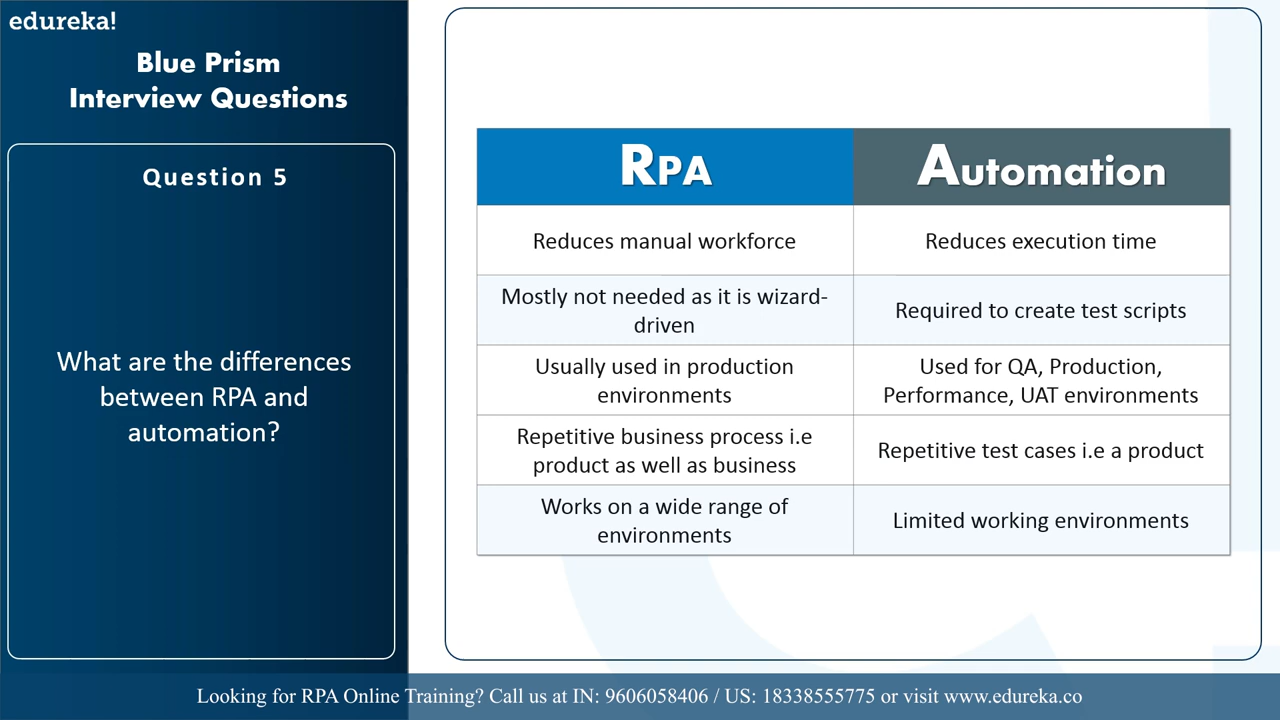 edureka!
Blue Prism
Interview Questions
Question 5
What are the differences
between RPA and
automation?
RPA
Automation
Reduces manual workforce
Reduces execution time
Mostly not needed as it is wizard-
driven
Required to create test scripts
Usually used in production
environments
Used for QA, Production,
Performance, UAT environments
Repetitive business process i.e
product as well as business
Repetitive test cases i.e a product
Works on a wide range of
environments
Limited working environments
Looking for RPA Online Training? Call us at IN: 9606058406 / US: 18338555775 or visit www.edureka.co